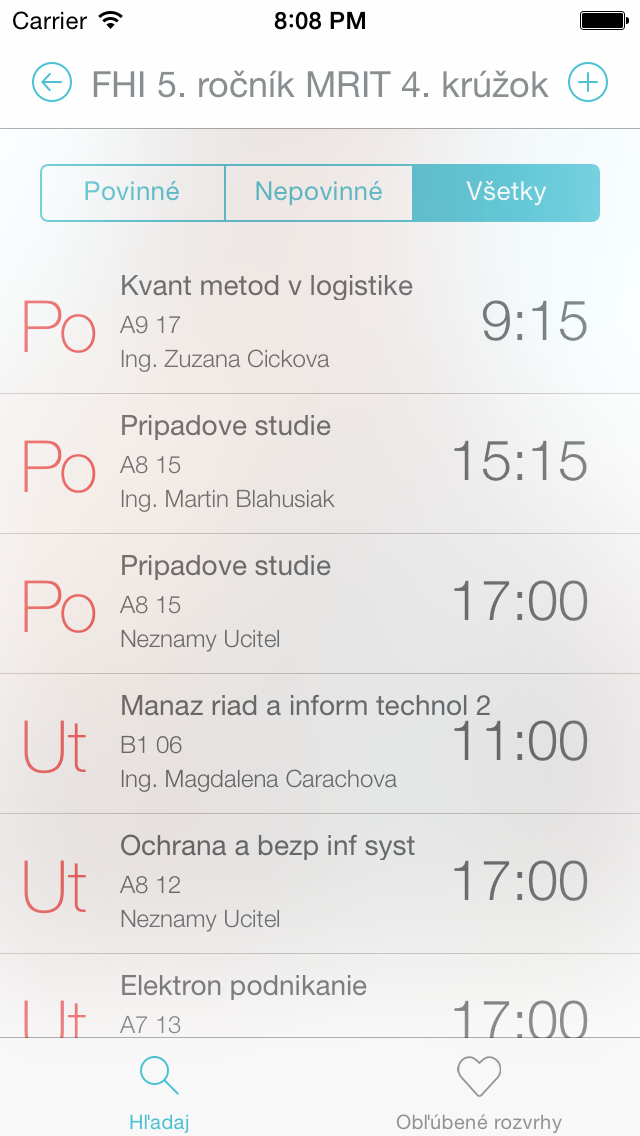 Carrier 8:08 PM
FHI 5. ročník MRIT 4. krúžok
Povinné Nepovinné Všetky
Po
Kvant metod v logistike
A9 17
Ing. Zuzana Cickova
9:15
Po
Pripadove studie
A8 15
Ing. Martin Blahusiak
15:15
Po
Pripadove studie
A8 15
Neznamy Ucitel
17:00
Ut
Manaz riad a inform technol 2
B1 06
Ing. Magdalena Carachova
11:00
Ut
Ochrana a bezp inf syst
A8 12
Neznamy Ucitel
17:00
Ut
Elektron podnikanie
A7 13
17:00
Hľadaj
Obľúbené rozvrhy